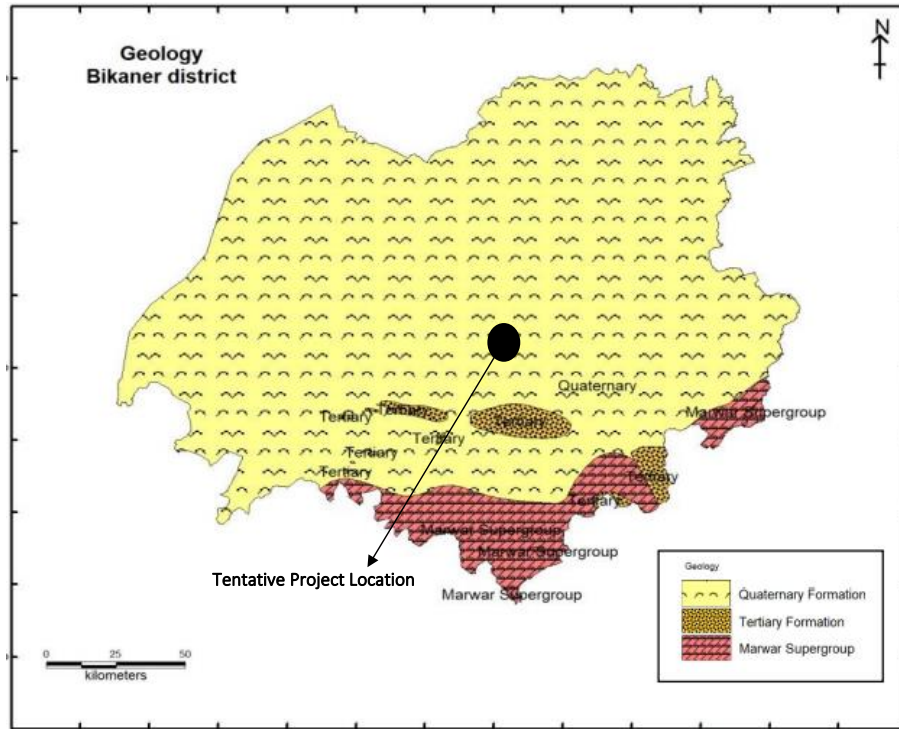 Geology
Bikaner district
N
Quaternary
Tertiary
Tertiary
Tertiary
Tertiary
Marwar Supergroup
Tertiary
Tertiary
Tertiary
Tertiary
Marwar Supergroup
Marwar Supergroup
Marwar Supergroup
Tentative Project Location
0 25 50
kilometers
Geology
Quaternary Formation
Tertiary Formation
Marwar Supergroup